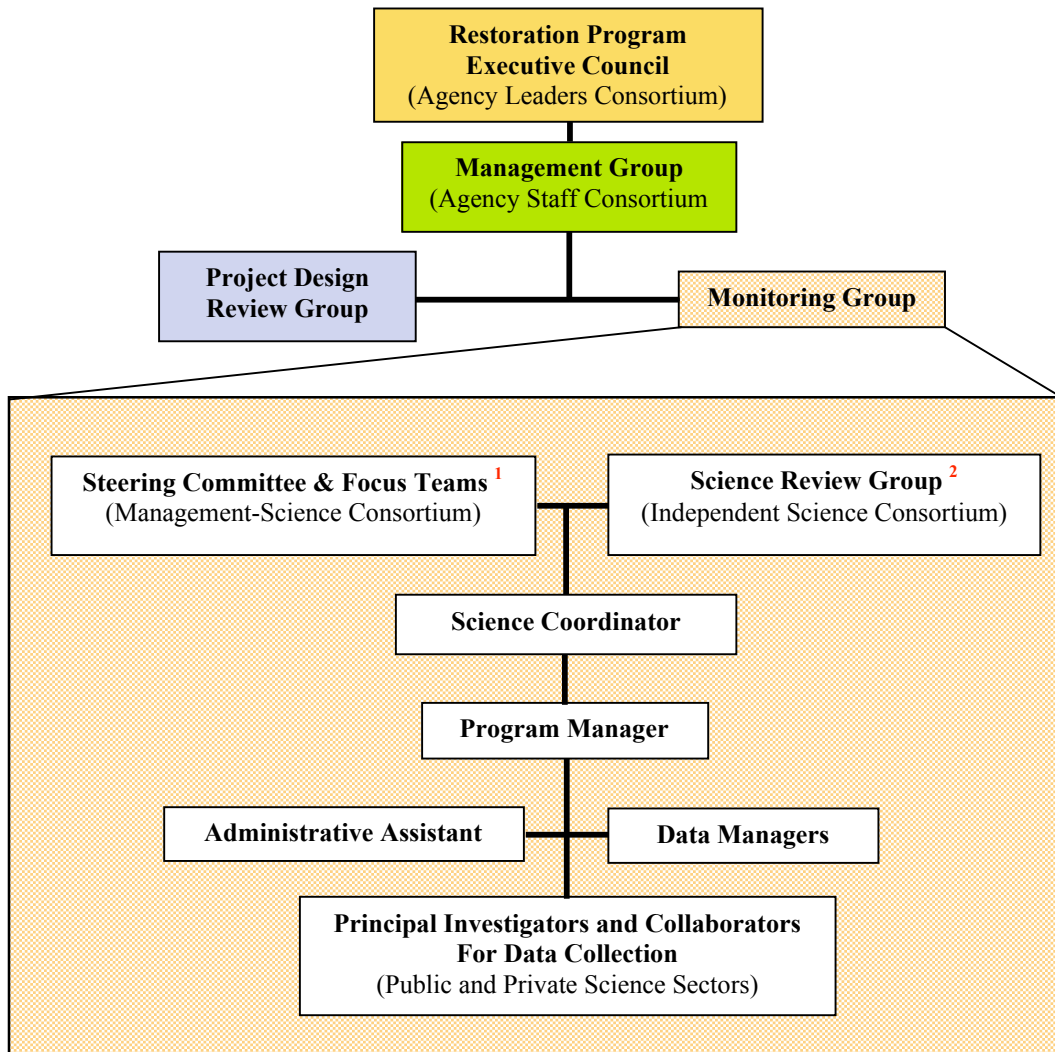 Restoration Program
Executive Council
(Agency Leaders Consortium)
Management Group
(Agency Staff Consortium
Project Design
Review Group
Monitoring Group
Steering Committee & Focus Teams 1
(Management-Science Consortium)
Science Review Group 2
(Independent Science Consortium)
Science Coordinator
Program Manager
Administrative Assistant
Data Managers
Principal Investigators and Collaborators
For Data Collection
(Public and Private Science Sectors)